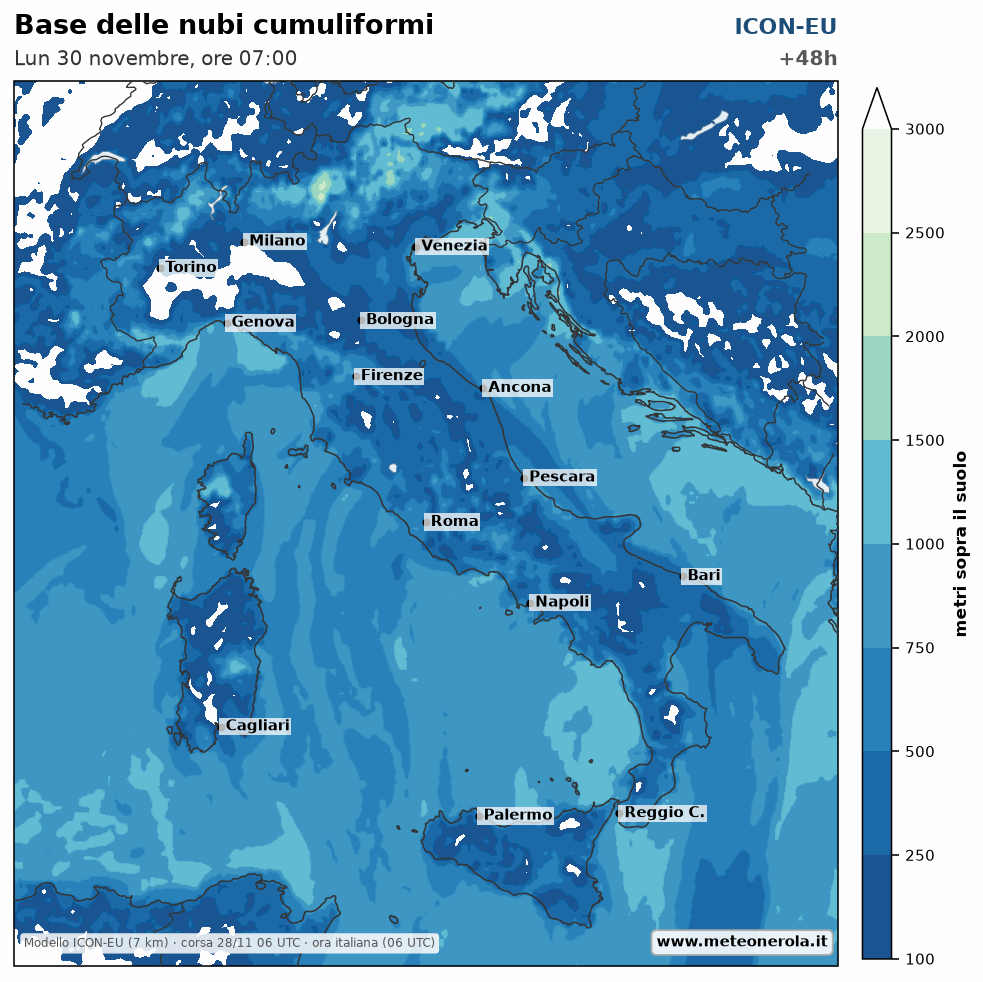 Base delle nubi cumuliformi
ICON-EU
Lun 30 novembre, ore 07:00
+48h
3000
2500
2000
1500
1000
750
500
250
100
metri sopra il suolo
Milano
Venezia
Torino
Genova
Bologna
Firenze
Ancona
Pescara
Roma
Bari
Napoli
Cagliari
Palermo
Reggio C.
Modello ICON-EU (7 km) · corsa 28/11 06 UTC · ora italiana (06 UTC)
www.meteonerola.it